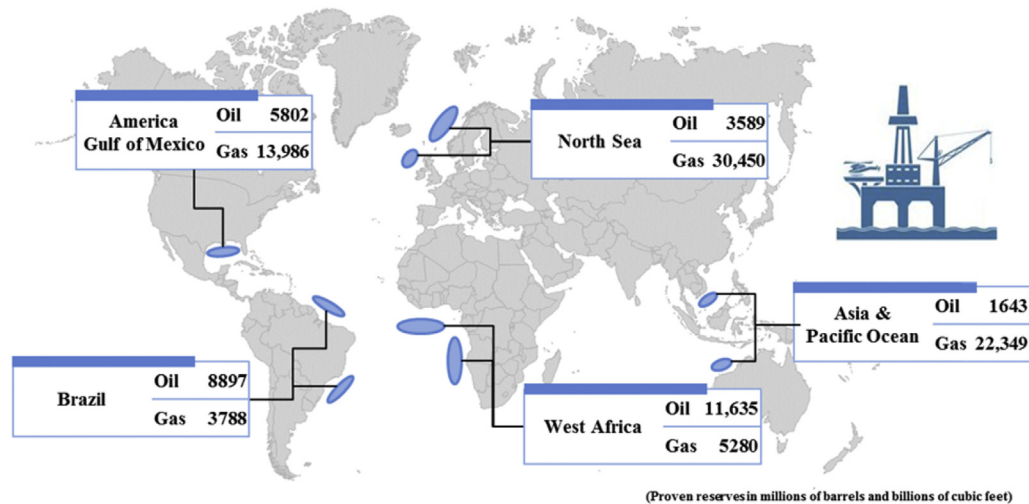 America
Gulf of Mexico
Oil 5802
Gas 13,986
North Sea
Oil 3589
Gas 30,450
Asia &
Pacific Ocean
Oil 1643
Gas 22,349
Brazil
Oil 8897
Gas 3788
West Africa
Oil 11,635
Gas 5280
(Proven reserves in millions of barrels and billions of cubic feet)